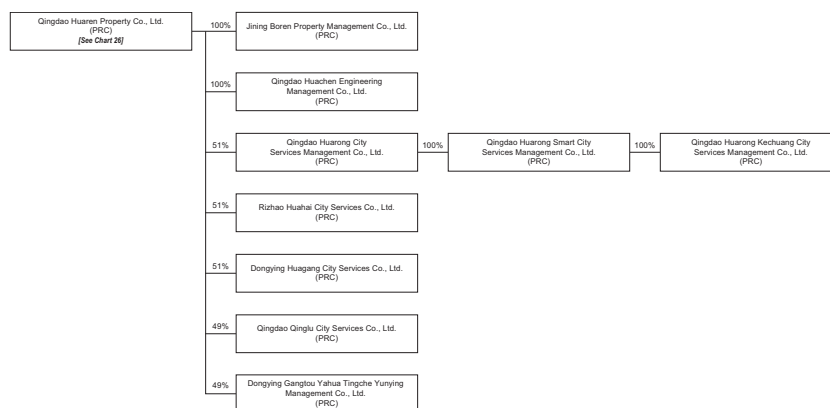 Qingdao Huaren Property Co., Ltd.
(PRC)
[See Chart 26]
100%
Jining Boren Property Management Co., Ltd.
(PRC)
100%
Qingdao Huachen Engineering
Management Co., Ltd.
(PRC)
51%
Qingdao Huarong City
Services Management Co., Ltd.
(PRC)
100%
Qingdao Huarong Smart City
Services Management Co., Ltd.
(PRC)
100%
Qingdao Huarong Kechuang City
Services Management Co., Ltd.
(PRC)
51%
Rizhao Huahai City Services Co., Ltd.
(PRC)
51%
Dongying Huagang City Services Co., Ltd.
(PRC)
49%
Qingdao Qinglu City Services Co., Ltd.
(PRC)
49%
Dongying Gangtou Yahua Tingche Yunying
Management Co., Ltd.
(PRC)